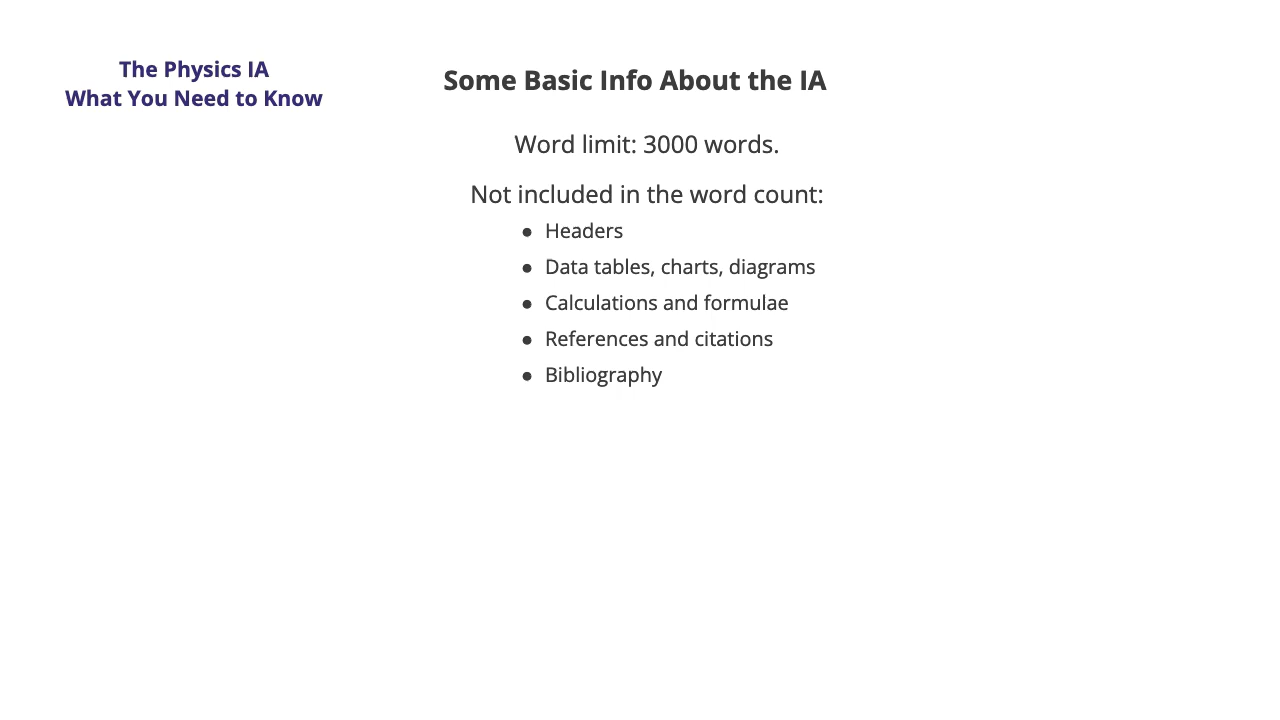 The Physics IA
What You Need to Know
Some Basic Info About the IA
Word limit: 3000 words.
Not included in the word count:
● Headers
● Data tables, charts, diagrams
● Calculations and formulae
● References and citations
● Bibliography